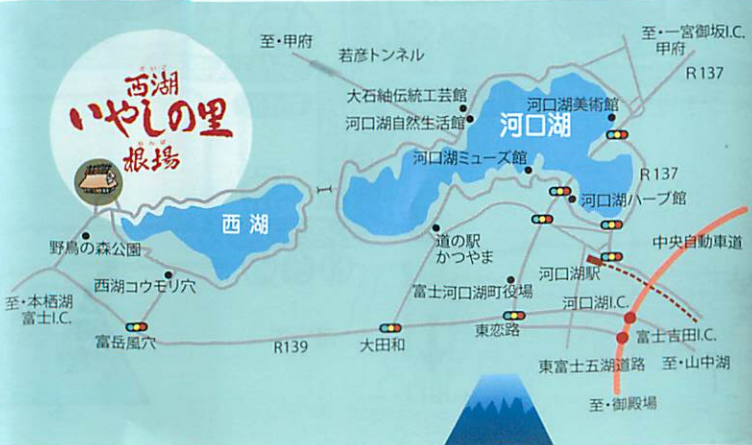 至・甲府
若彦トンネル
至・一宮御坂I.C.
甲府
R137
さいこ
西湖
いやしの里
ねんば
根場
大石紬伝統工芸館
河口湖自然生活館
河口湖美術館
河口湖
河口湖ミューズ館
R137
河口湖ハーブ館
西湖
野鳥の森公園
道の駅
かつやま
中央自動車道
河口湖駅
西湖コウモリ穴
富士河口湖町役場
河口湖I.C.
至・本栖湖
富士I.C.
富岳風穴
R139
大田和
東恋路
富士吉田I.C.
東富士五湖道路
至・山中湖
至・御殿場